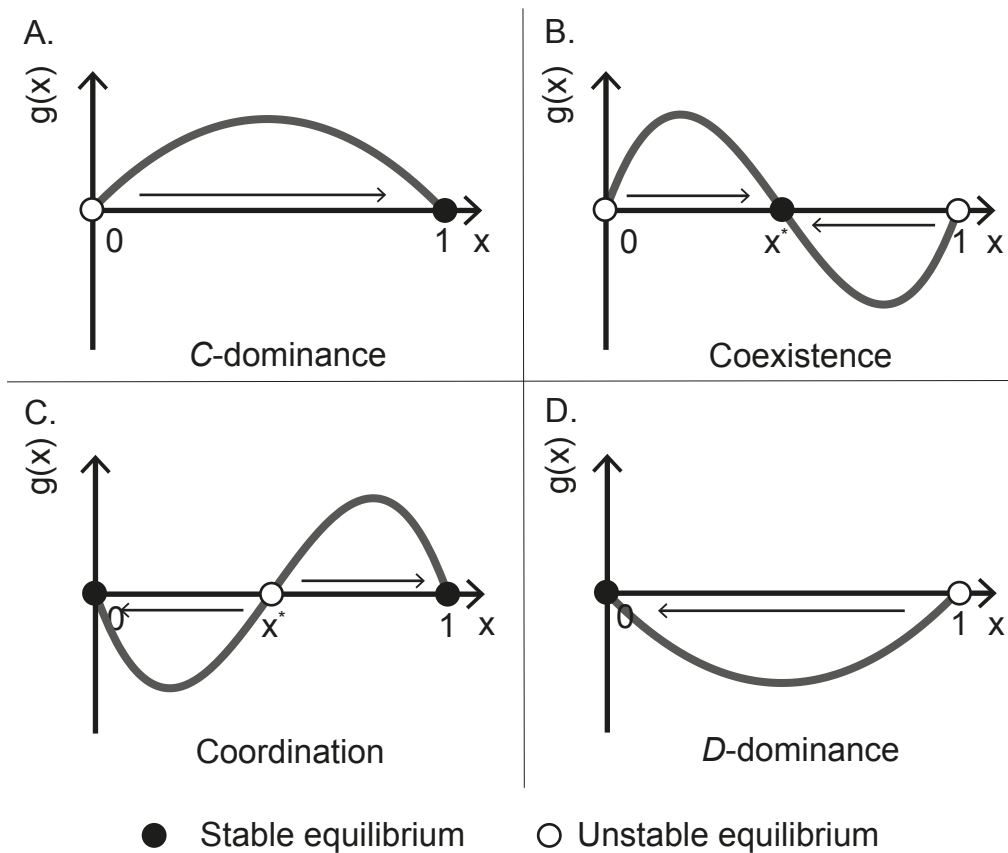 A.
g(x)
0
1
x
C-dominance
B.
g(x)
0
x*
1
x
Coexistence
C.
g(x)
0
x*
1
x
Coordination
D.
g(x)
0
1
x
D-dominance
Stable equilibrium
Unstable equilibrium